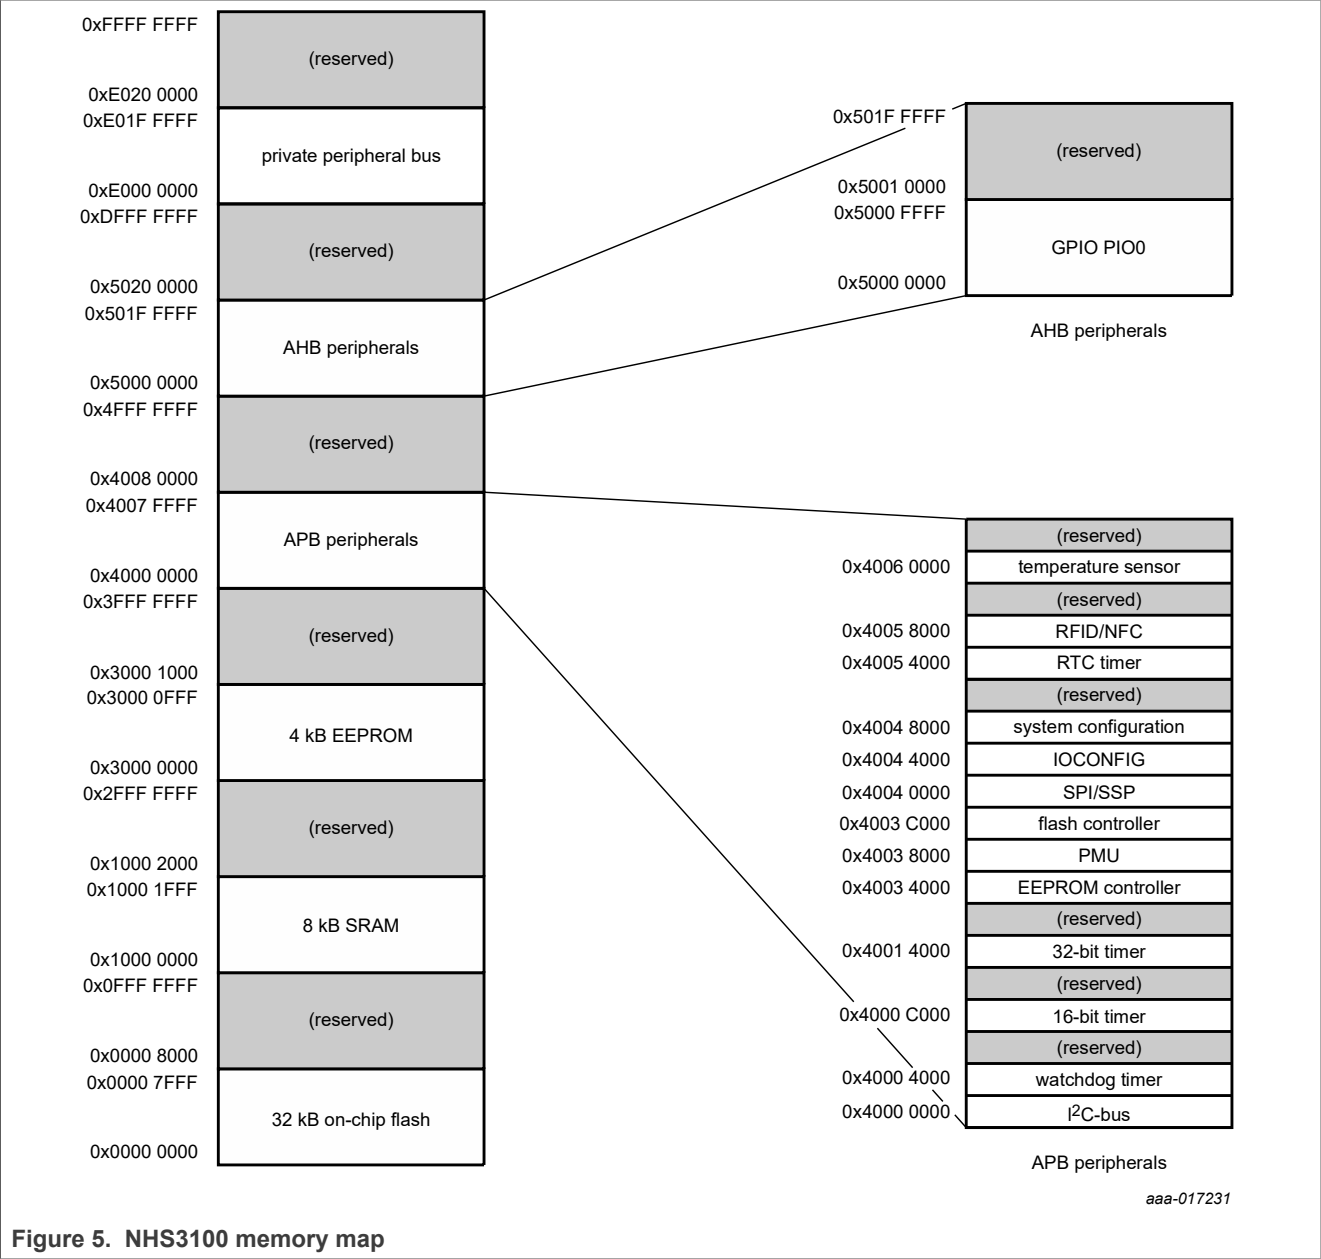 0xFFFF FFFF
(reserved)
0xE020 0000
0xE01F FFFF
private peripheral bus
0xE000 0000
0xDFFF FFFF
(reserved)
0x5020 0000
0x501F FFFF
AHB peripherals
0x5000 0000
0x4FFF FFFF
(reserved)
0x4008 0000
0x4007 FFFF
APB peripherals
0x4000 0000
0x3FFF FFFF
(reserved)
0x3000 1000
0x3000 0FFF
4 kB EEPROM
0x3000 0000
0x2FFF FFFF
(reserved)
0x1000 2000
0x1000 1FFF
8 kB SRAM
0x1000 0000
0x0FFF FFFF
(reserved)
0x0000 8000
0x0000 7FFF
32 kB on-chip flash
0x0000 0000
0x501F FFFF
(reserved)
0x5001 0000
0x5000 FFFF
GPIO PIO0
0x5000 0000
AHB peripherals
(reserved)
0x4006 0000 temperature sensor
(reserved)
0x4005 8000 RFID/NFC
0x4005 4000 RTC timer
(reserved)
0x4004 8000 system configuration
0x4004 4000 IOCONFIG
0x4004 0000 SPI/SSP
0x4003 C000 flash controller
0x4003 8000 PMU
0x4003 4000 EEPROM controller
(reserved)
0x4001 4000 32-bit timer
(reserved)
0x4000 C000 16-bit timer
(reserved)
0x4000 4000 watchdog timer
0x4000 0000 I2C-bus
APB peripherals
aaa-017231
Figure 5. NHS3100 memory map